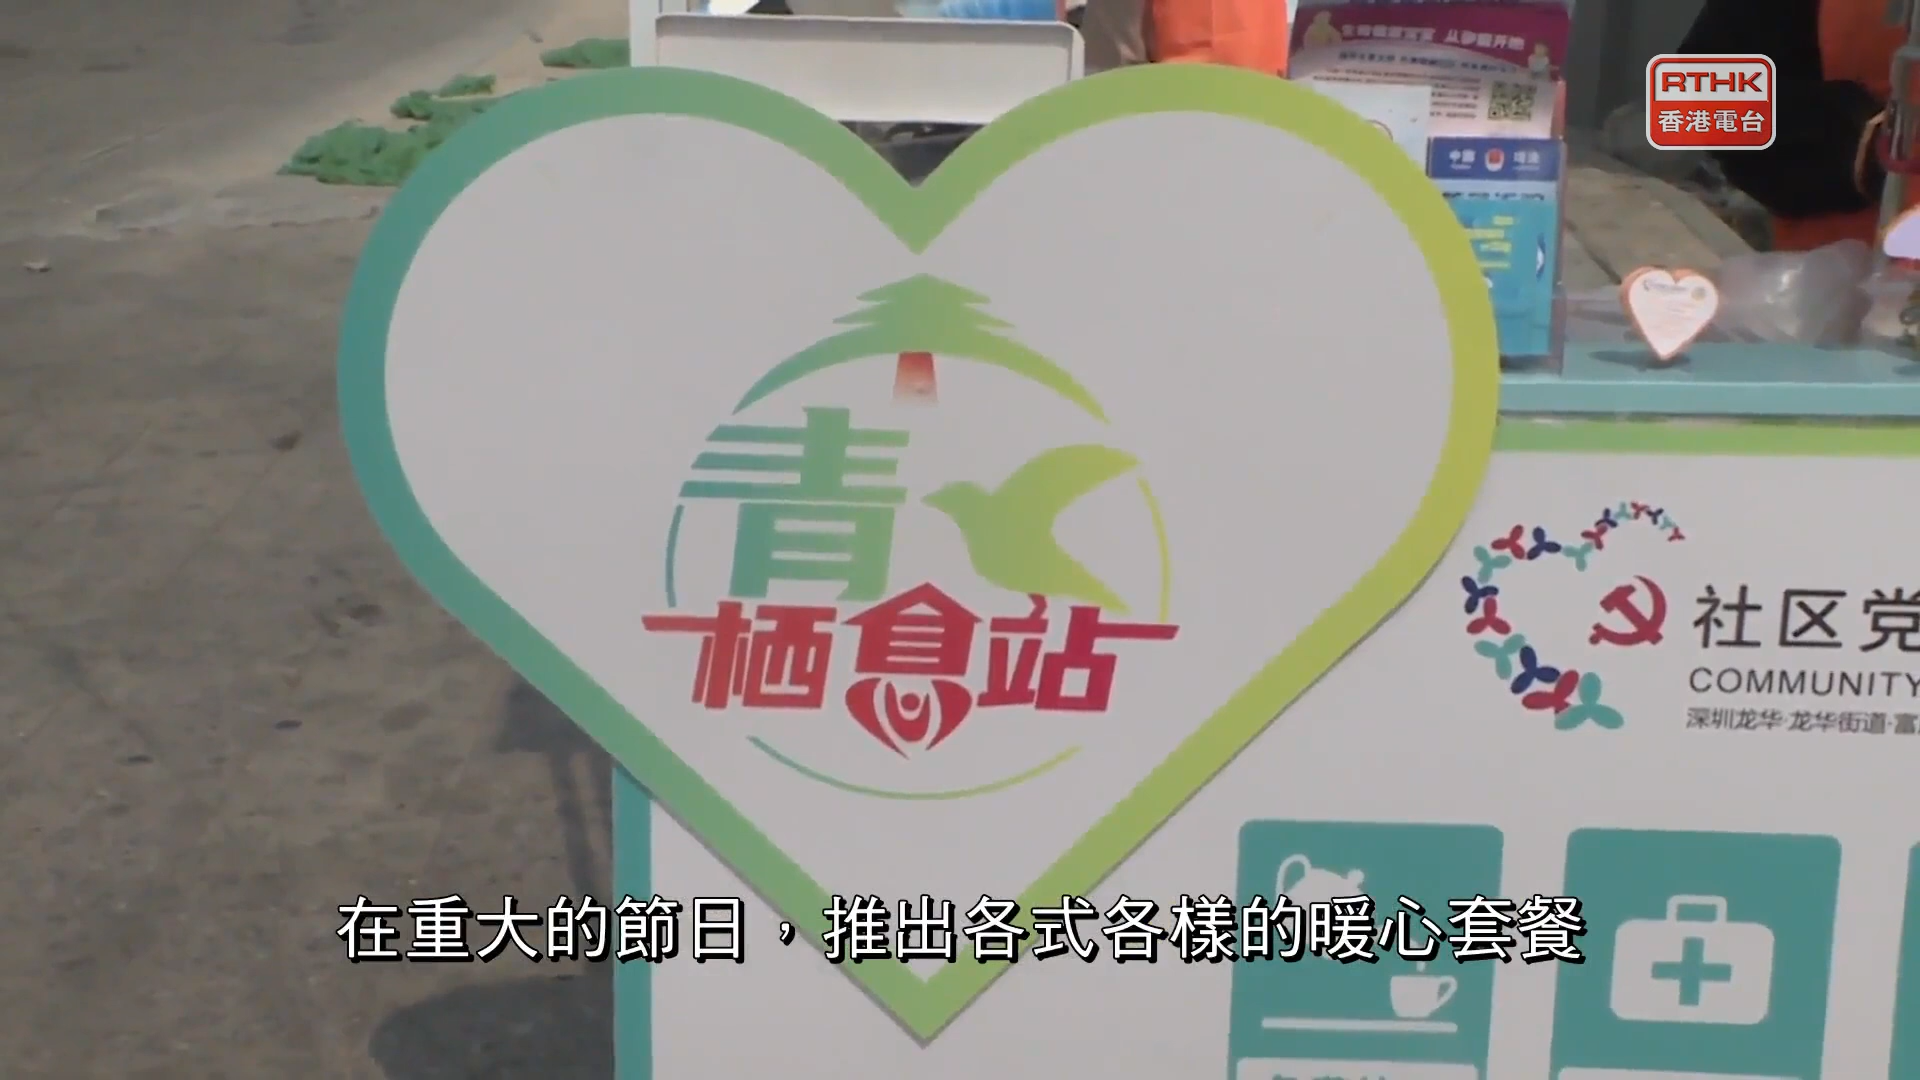 RTHK
香港電台
中国
青
栖息站
社区党
COMMUNITY
深圳龙华·龙华街道·富
在重大的節日，推出各式各樣的暖心套餐